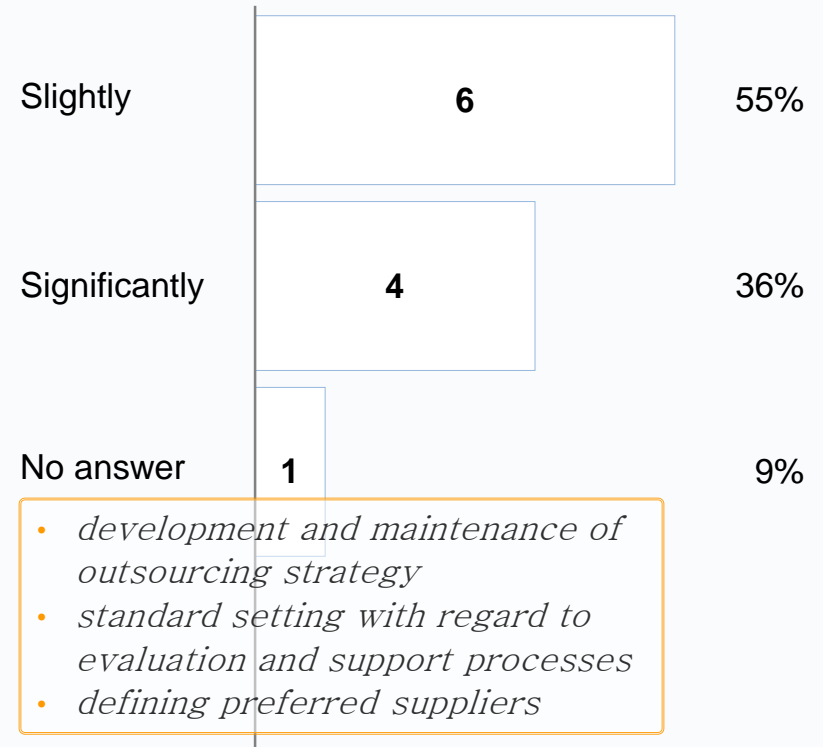 Slightly 6 55%
Significantly 4 36%
No answer 1 9%
• development and maintenance of
outsourcing strategy
• standard setting with regard to
evaluation and support processes
• defining preferred suppliers